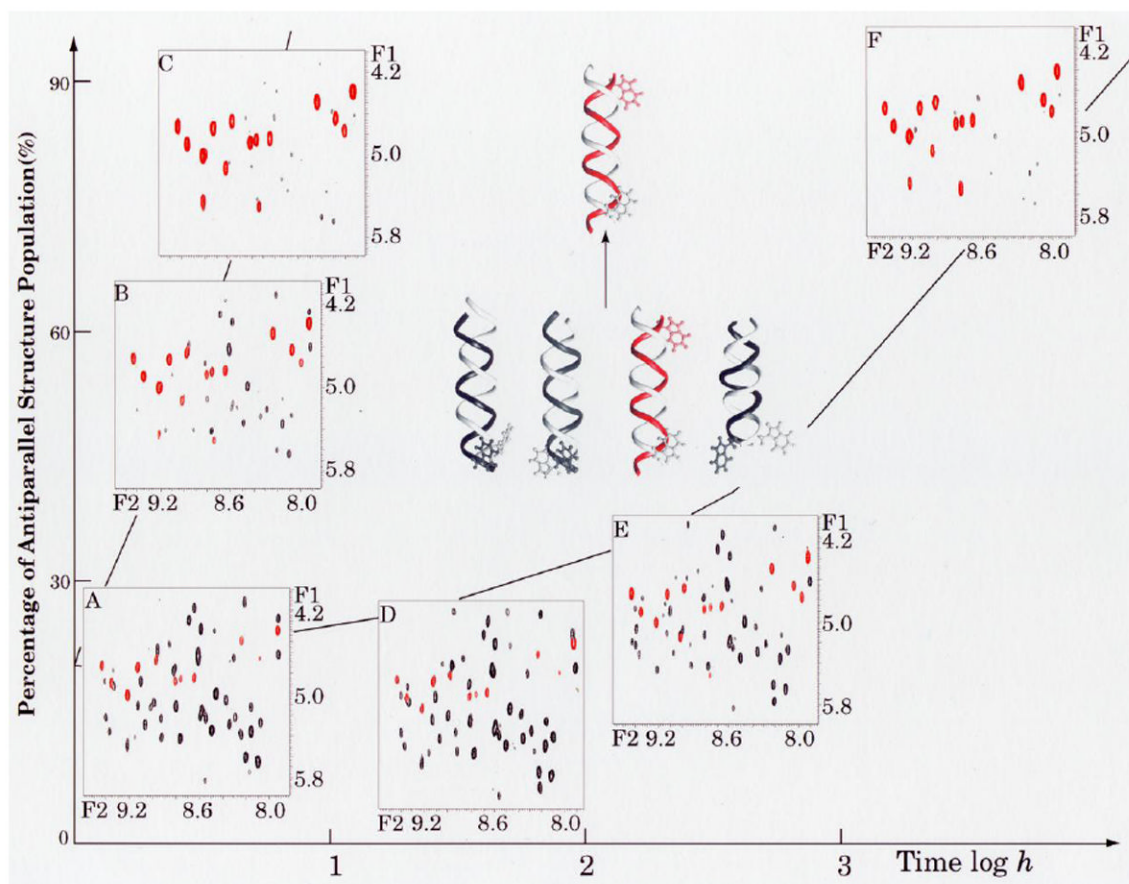 Percentage of Antiparallel Structure Population(%)
90
60
30
0
1
2
3
Time log h
C
F1
4.2
5.0
5.8
F
F1
4.2
5.0
5.8
F2 9.2 8.6 8.0
B
F1
4.2
5.0
5.8
F2 9.2 8.6 8.0
A
F1
4.2
5.0
5.8
F2 9.2 8.6 8.0
D
F2 9.2 8.6 8.0
E
F1
4.2
5.0
5.8
F2 9.2 8.6 8.0